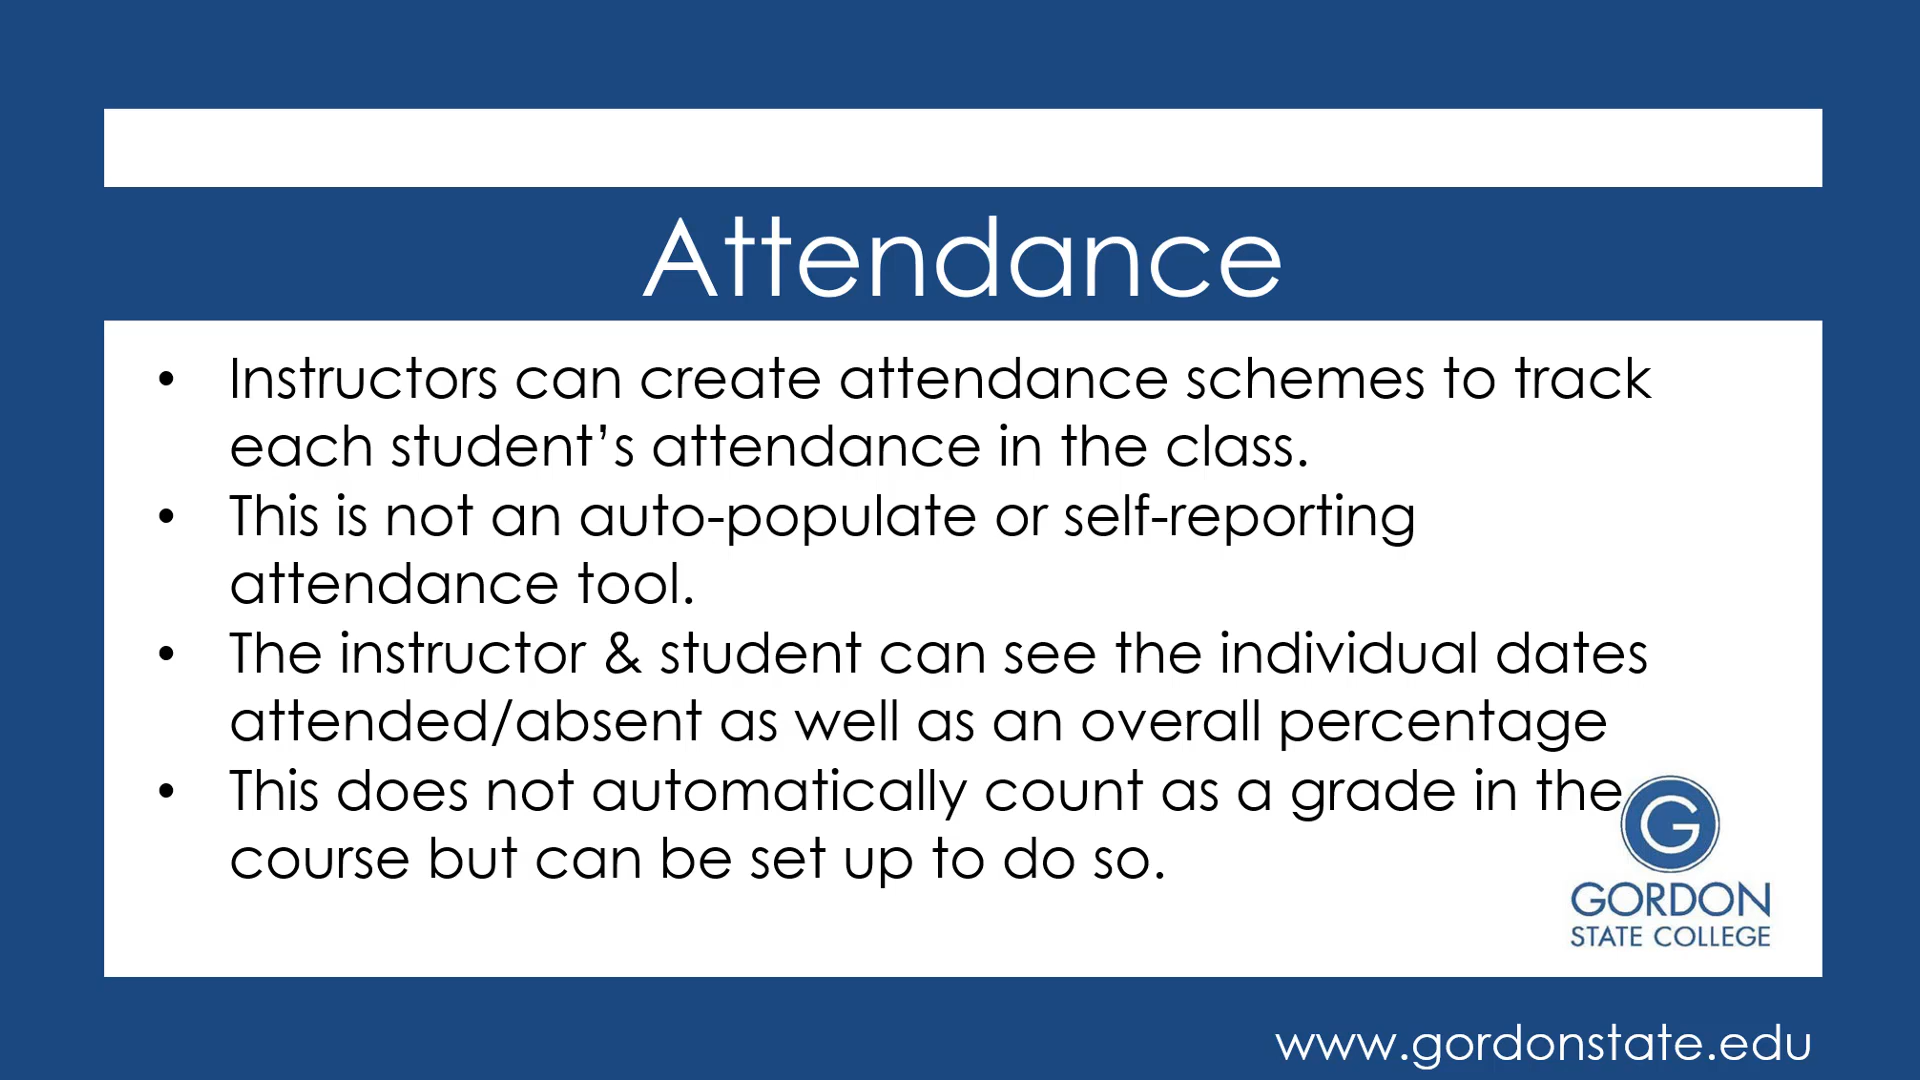 Attendance
• Instructors can create attendance schemes to track
each student’s attendance in the class.
• This is not an auto-populate or self-reporting
attendance tool.
• The instructor & student can see the individual dates
attended/absent as well as an overall percentage
• This does not automatically count as a grade in the
course but can be set up to do so.
G
GORDON
STATE COLLEGE
www.gordonstate.edu